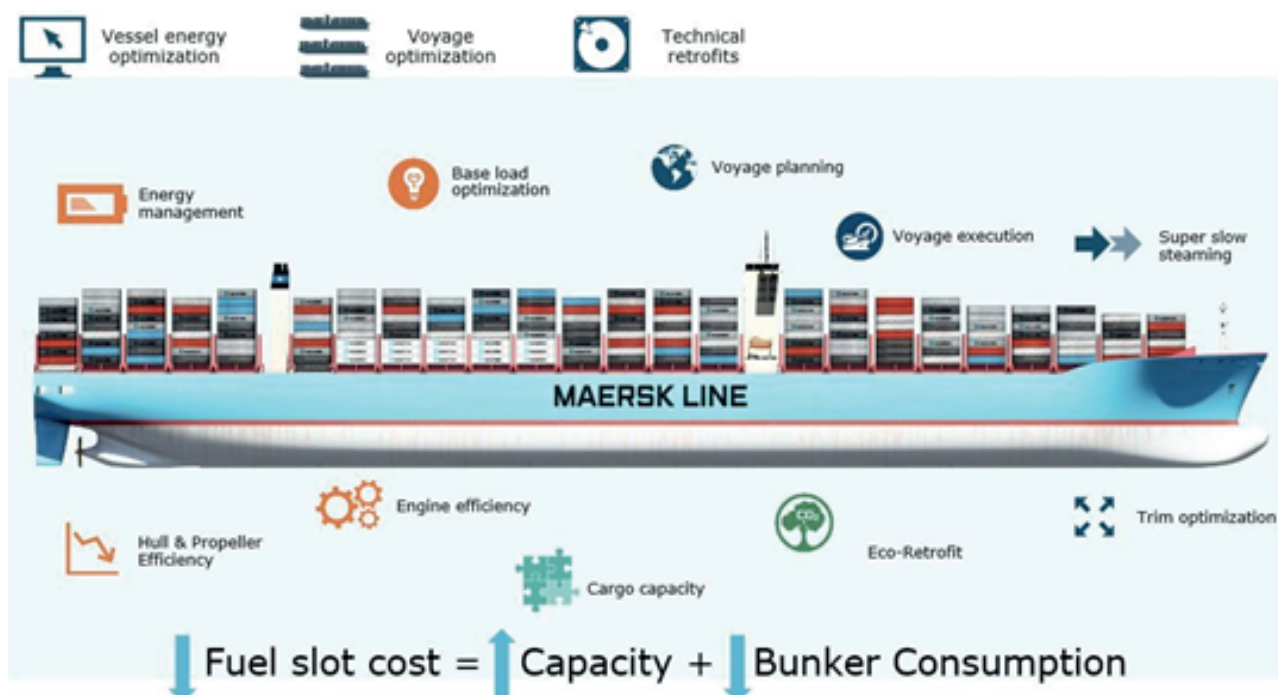 Vessel energy
optimization
Voyage
optimization
Technical
retrofits
Energy
management
Base load
optimization
Voyage planning
Voyage execution
Super slow
steaming
MAERSK LINE
Hull & Propeller
Efficiency
Engine efficiency
Cargo capacity
CO₂
Eco-Retrofit
Trim optimization
Fuel slot cost = Capacity + Bunker Consumption